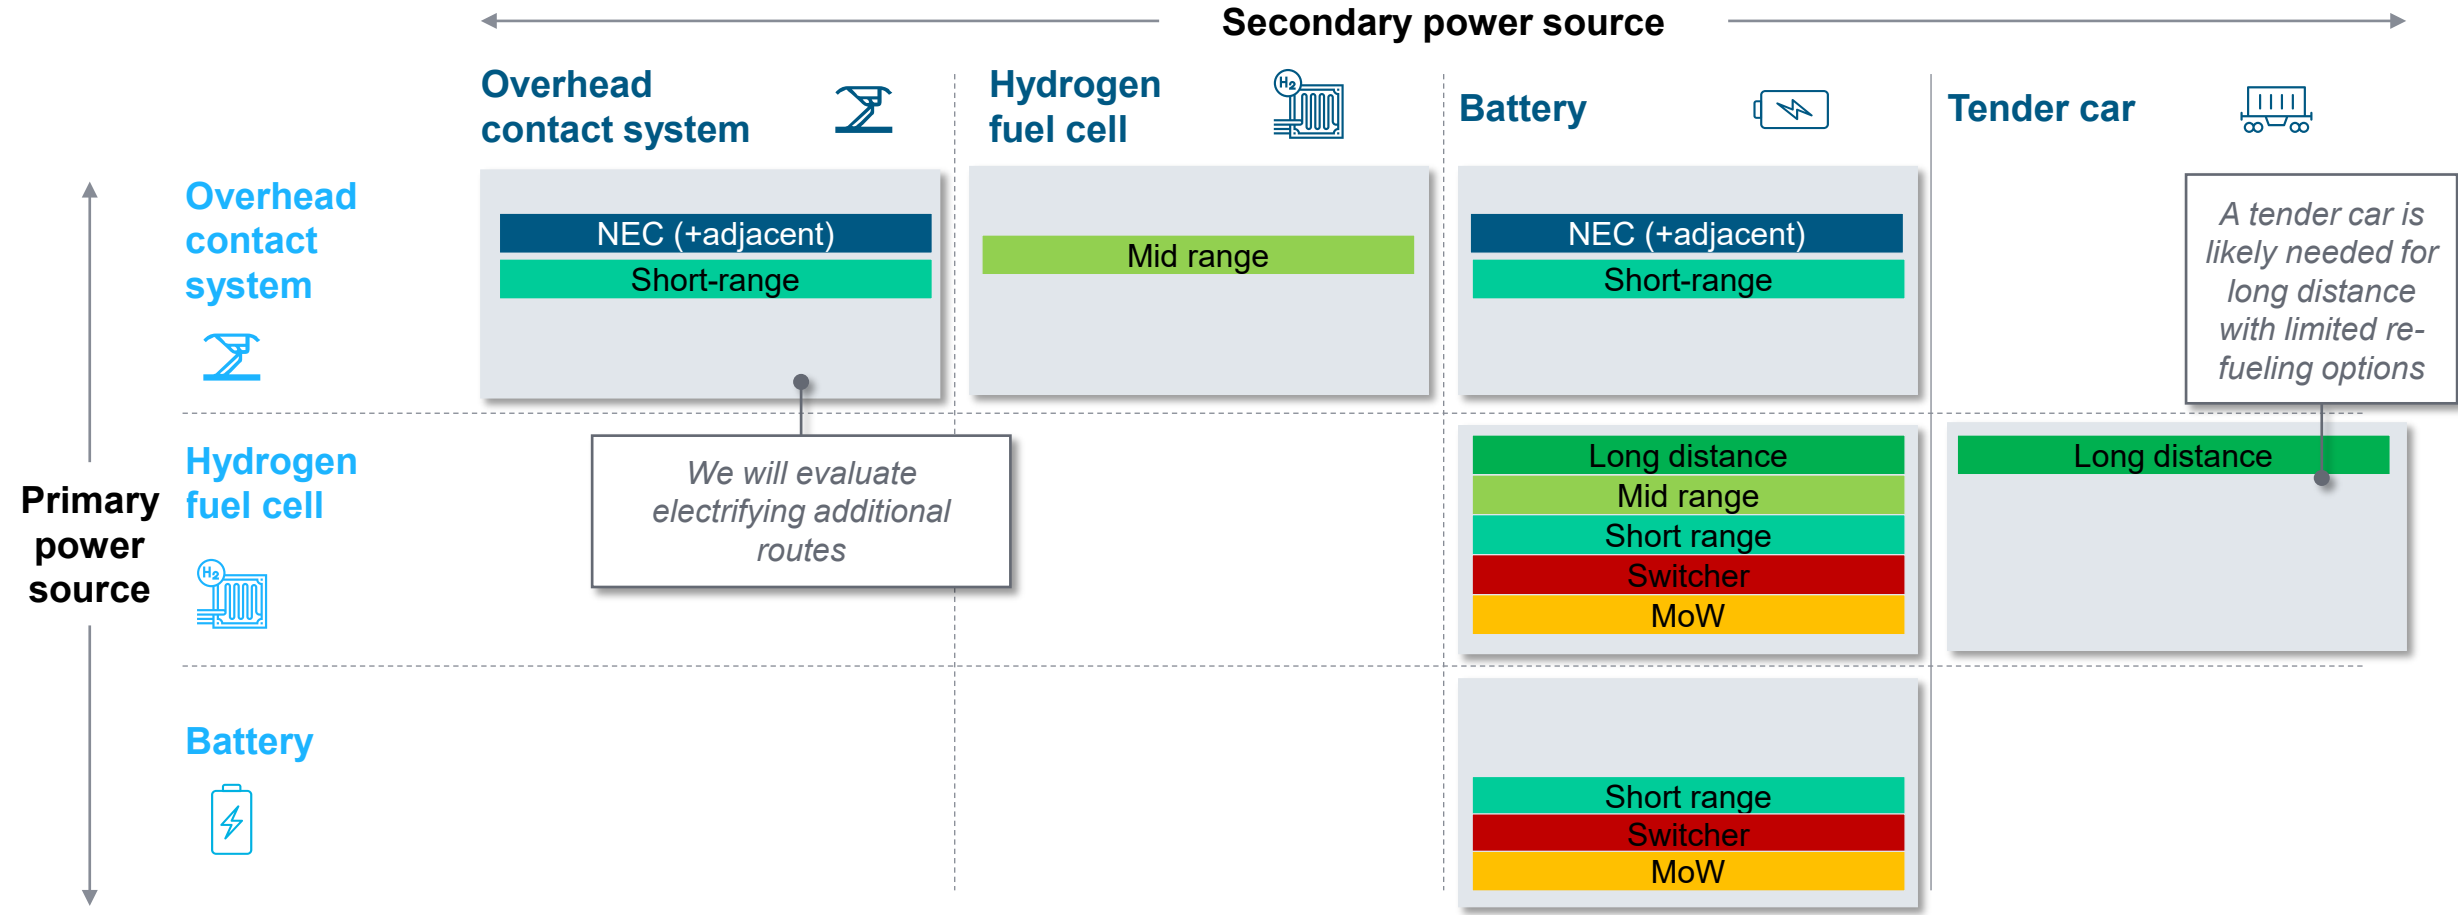 Secondary power source
Overhead
contact system
Hydrogen
fuel cell
Battery
Tender car
Primary
power
source
Overhead
contact
system
NEC (+adjacent)
Short-range
Mid range
NEC (+adjacent)
Short-range
A tender car is
likely needed for
long distance
with limited re-
fueling options
We will evaluate
electrifying additional
routes
Hydrogen
fuel cell
H2
H2
Long distance
Mid range
Short range
Switcher
MoW
Long distance
Battery
Short range
Switcher
MoW